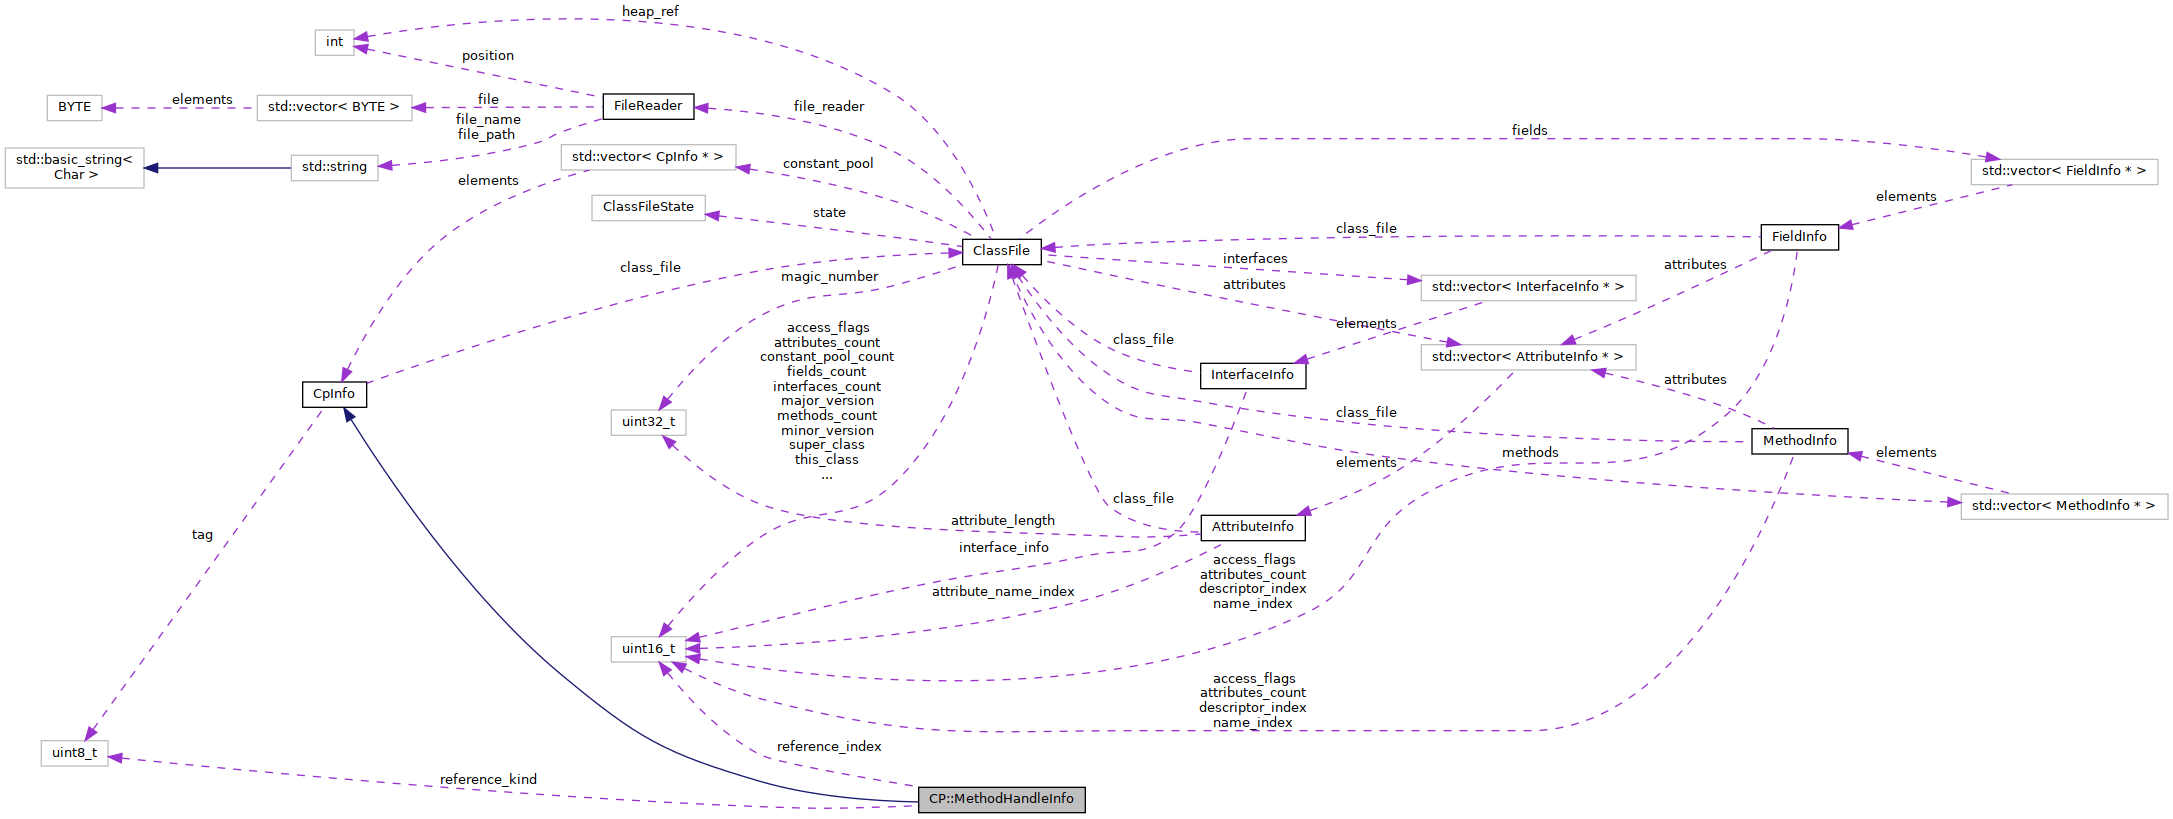 heap_ref
int
position
BYTE
elements
std::vector< BYTE >
file
FileReader
file_reader
file_name
file_path
fields
std::basic_string<
Char >
std::string
std::vector< CpInfo * >
constant_pool
std::vector< FieldInfo * >
elements
elements
ClassFileState
state
class_file
FieldInfo
ClassFile
interfaces
attributes
class_file
magic_number
attributes
std::vector< InterfaceInfo * >
elements
access_flags
attributes_count
constant_pool_count
fields_count
interfaces_count
major_version
methods_count
minor_version
super_class
this_class
...
class_file
std::vector< AttributeInfo * >
InterfaceInfo
attributes
CpInfo
class_file
uint32_t
MethodInfo
methods
elements
elements
class_file
std::vector< MethodInfo * >
attribute_length
AttributeInfo
tag
interface_info
access_flags
attributes_count
descriptor_index
name_index
attribute_name_index
uint16_t
access_flags
attributes_count
descriptor_index
name_index
reference_index
uint8_t
reference_kind
CP::MethodHandleInfo